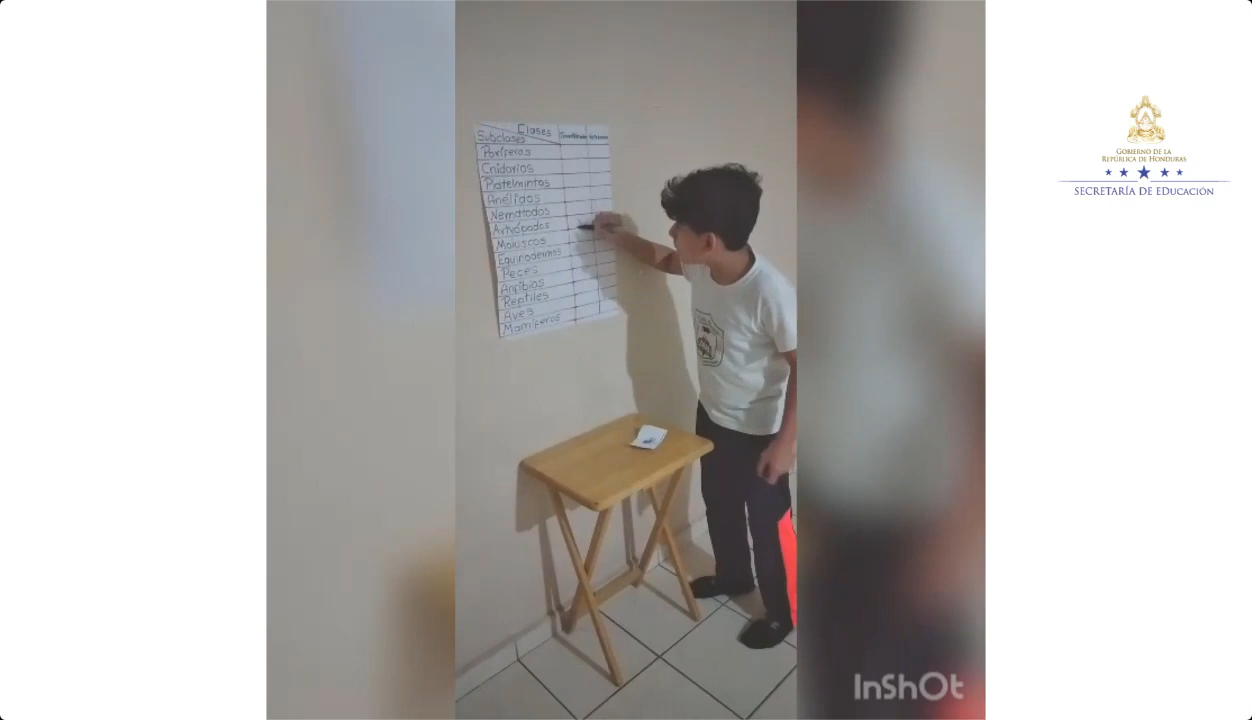 Clases
Subclases
Poríferos
Cnidarios
Platelmintos
Anélidos
Nematodos
Artrópodos
Moluscos
Equinodermos
Peces
Anfibios
Reptiles
Aves
Mamíferos
GOBIERNO DE LA
REPÚBLICA DE HONDURAS
SECRETARÍA DE EDUCACIÓN
InShOt